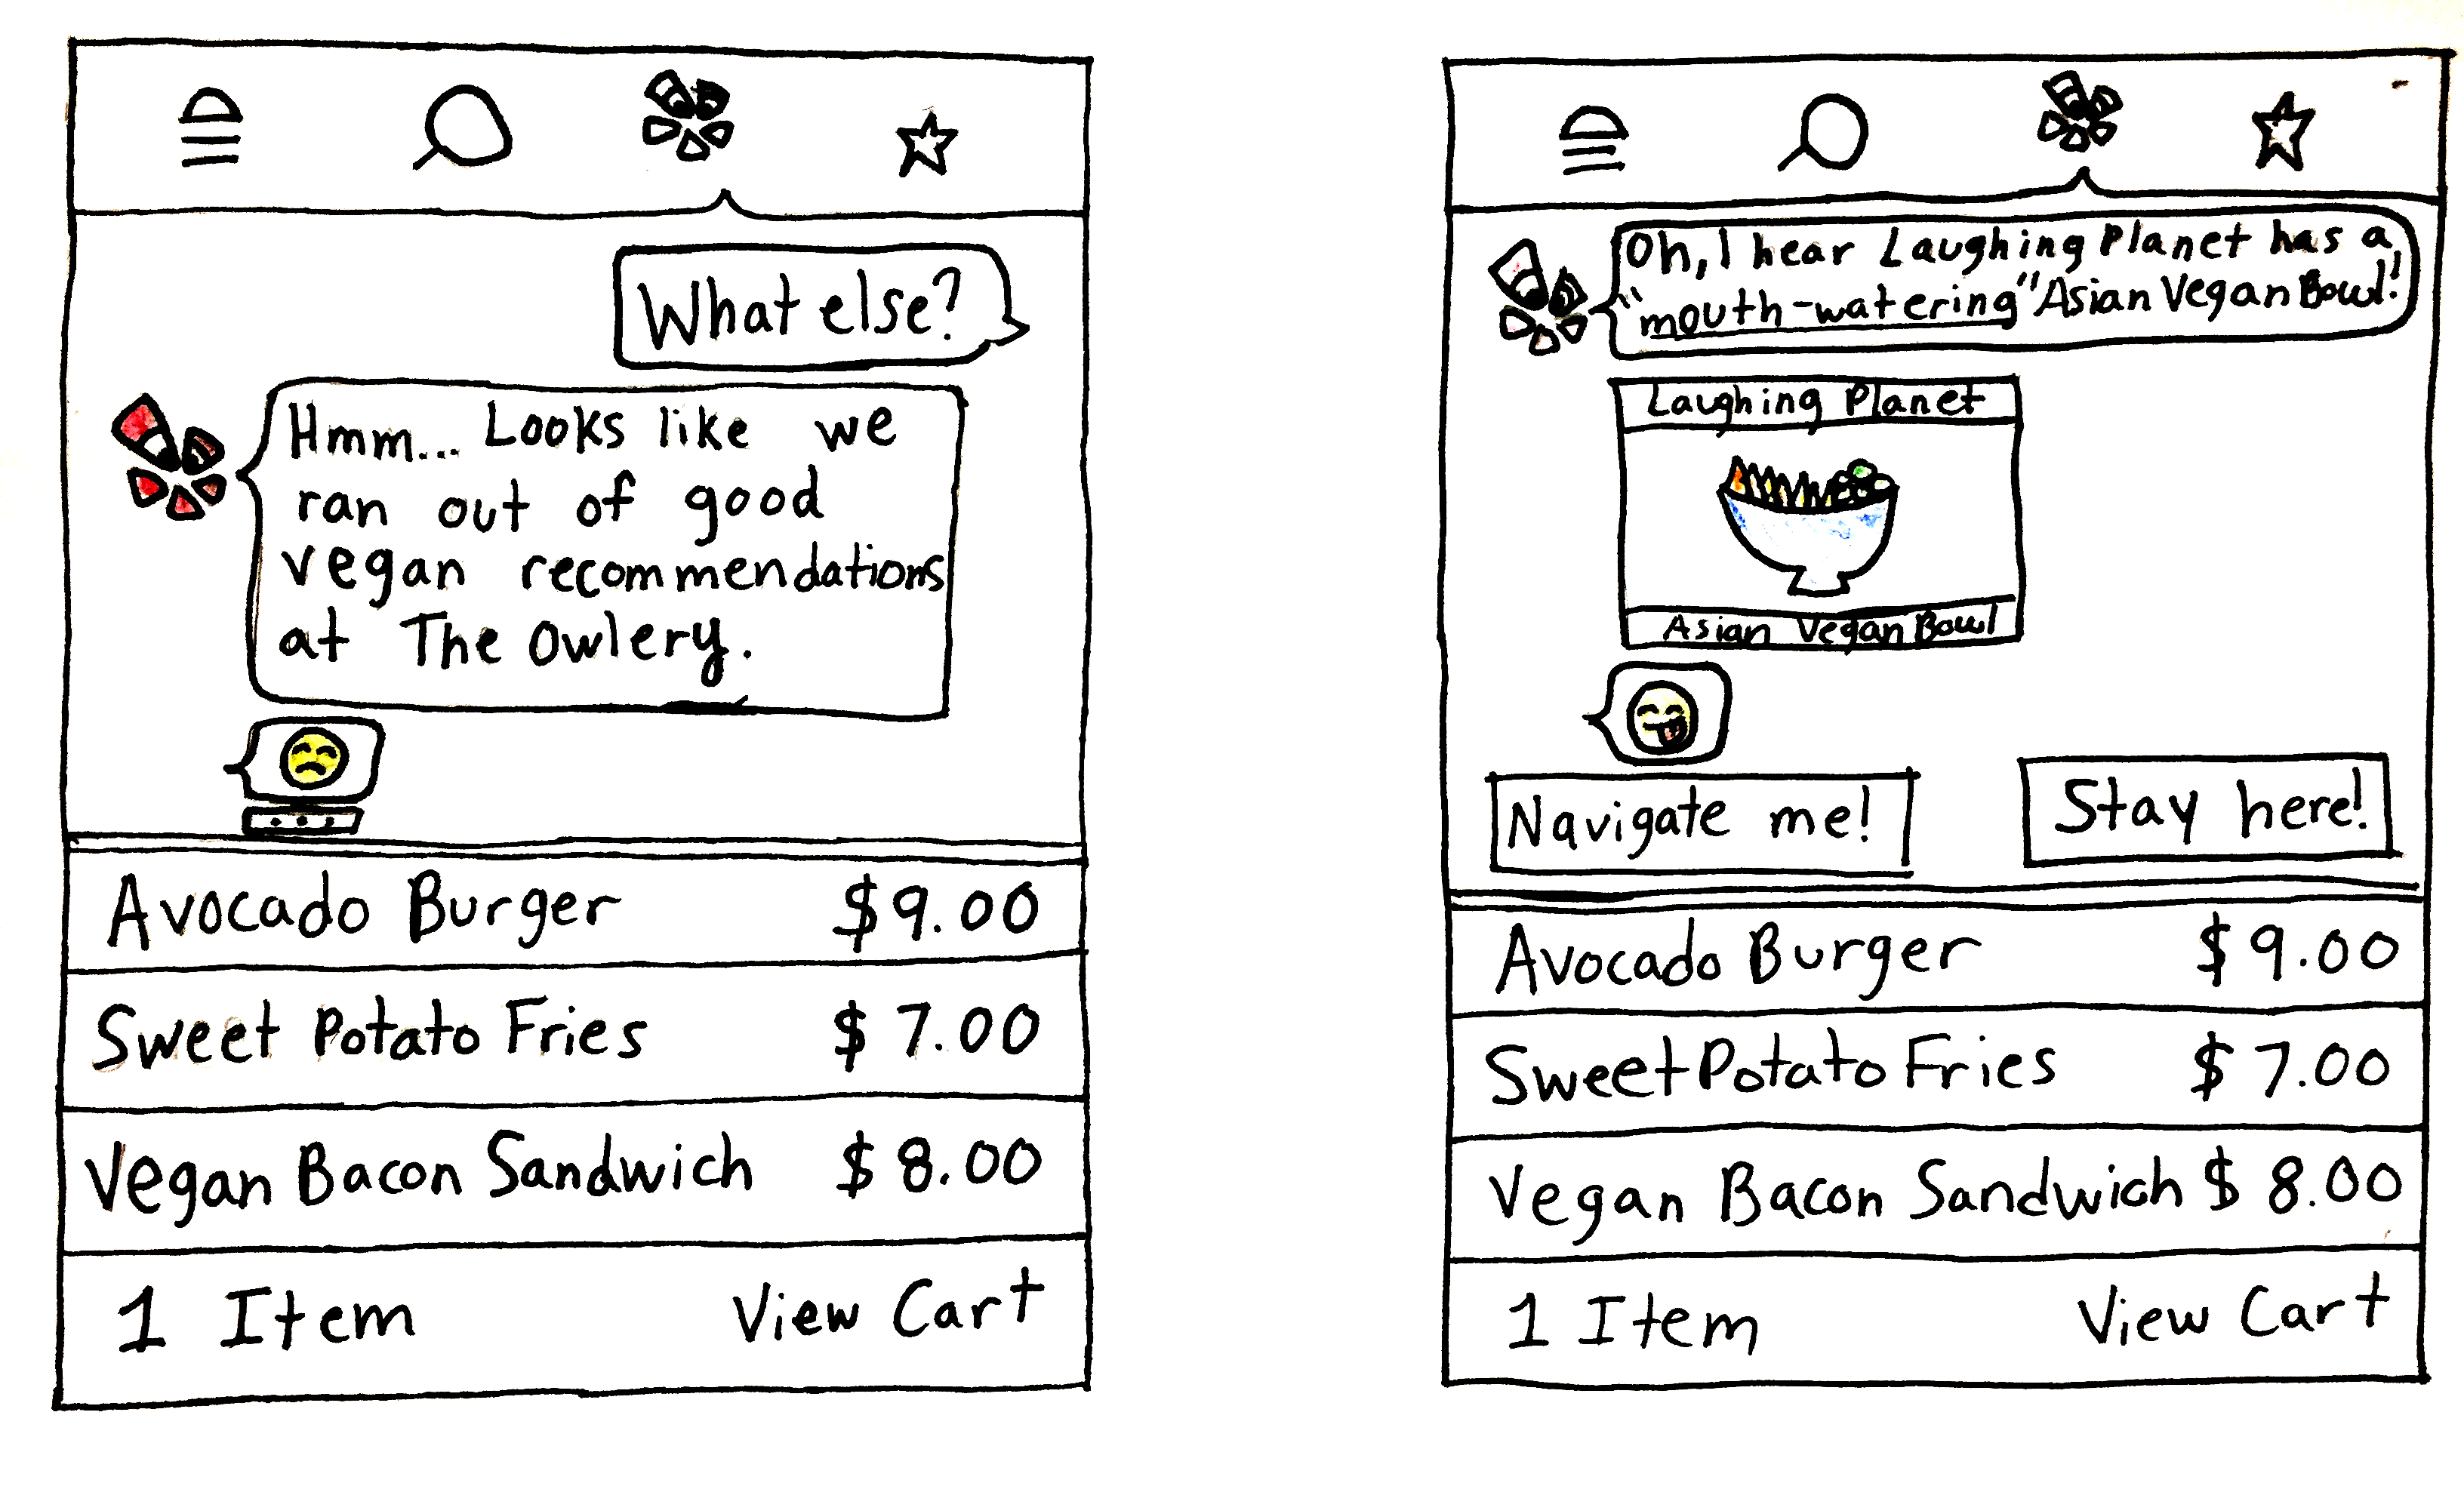 What else?
Hmm... Looks like we
ran out of good
vegan recommendations
at The Owlery.
Avocado Burger $9.00
Sweet Potato Fries $7.00
Vegan Bacon Sandwich $8.00
1 Item View Cart
Oh, I hear Laughing Planet has a
"mouth-watering" Asian Vegan Bowl!
Laughing Planet
Asian Vegan Bowl
Navigate me! Stay here!
Avocado Burger $9.00
Sweet Potato Fries $7.00
Vegan Bacon Sandwich $8.00
1 Item View Cart